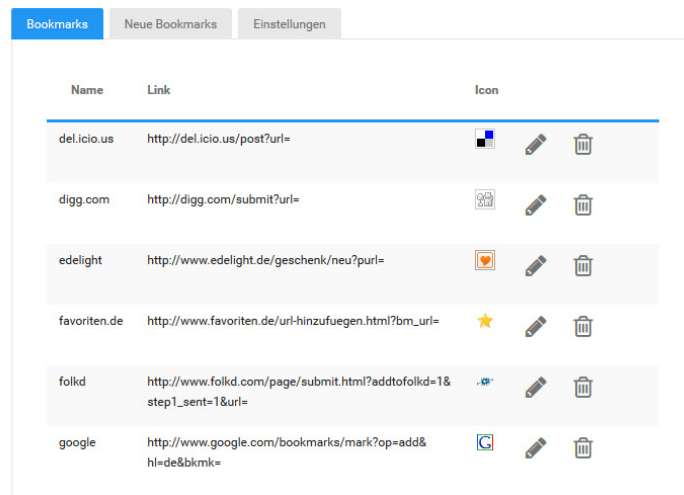 Bookmarks Neue Bookmarks Einstellungen
Name Link Icon
del.icio.us http://del.icio.us/post?url=
digg.com http://digg.com/submit?url=
edelight http://www.edelight.de/geschenk/neu?purl=
favoriten.de http://www.favoriten.de/url-hinzufuegen.html?bm_url=
folkd http://www.folkd.com/page/submit.html?addtofolkd=1&
step1_sent=1&url=
google http://www.google.com/bookmarks/mark?op=add& G
hl=de&bkmk=